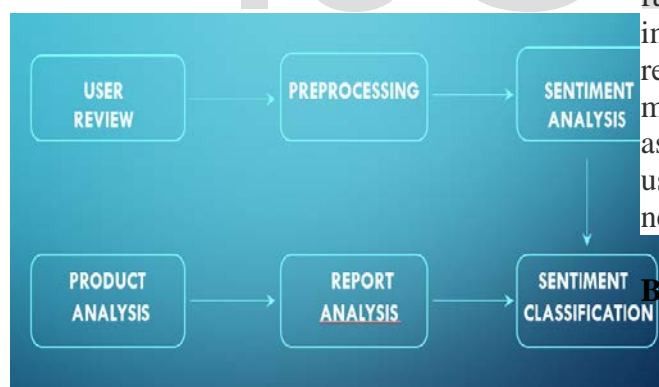 USER
REVIEW
PREPROCESSING
SENTIMENT
ANALYSIS
PRODUCT
ANALYSIS
REPORT
ANALYSIS
SENTIMENT
CLASSIFICATION